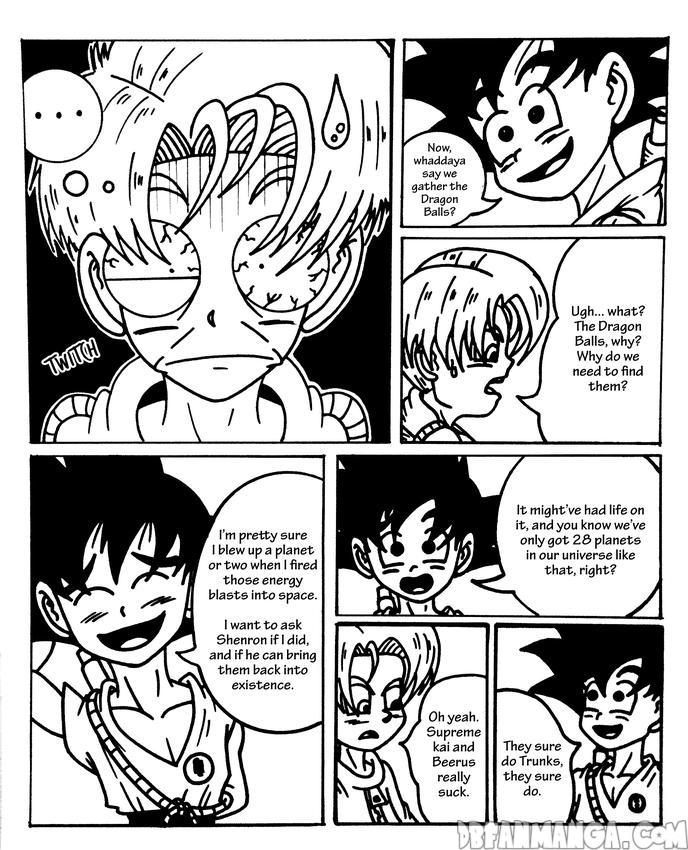 ...
TWITCH
Now,
whaddaya
say we
gather the
Dragon
Balls?
Ugh... what?
The Dragon
Balls, why?
Why do we
need to find
them?
I'm pretty sure
I blew up a planet
or two when I fired
those energy
blasts into space.
I want to ask
Shenron if I did,
and if he can bring
them back into
existence.
It might've had life on
it, and you know we've
only got 28 planets
in our universe like
that, right?
Oh yeah.
Supreme
kai and
Beerus
really
suck.
They sure
do Trunks,
they sure
do.
DBFANMANGA.COM